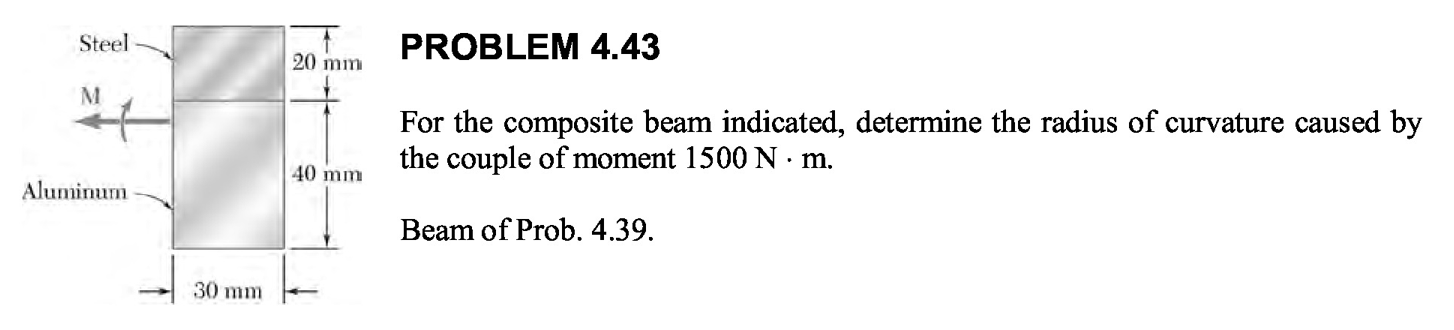 Steel
20 mm
M
40 mm
Aluminum
30 mm
PROBLEM 4.43
For the composite beam indicated, determine the radius of curvature caused by
the couple of moment 1500 N · m.
Beam of Prob. 4.39.